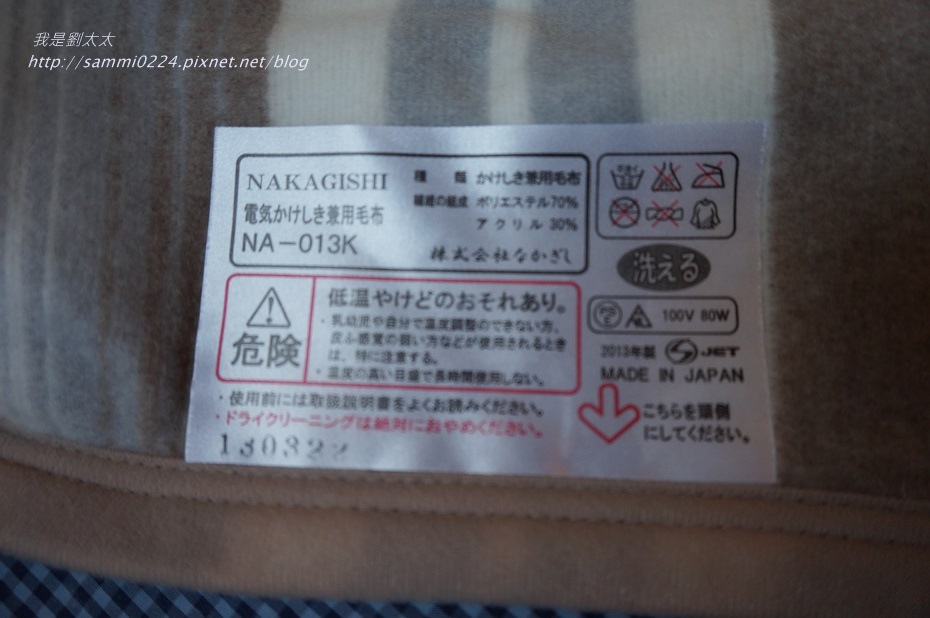 我是劉太太
http://sammi0224.pixnet.net/blog
NAKAGISHI
電気かけしき兼用毛布
NA-013K
種 類 かけしき兼用毛布
繊維の組成 ポリエステル70%
アクリル 30%
株式会社なかぎし
洗える
100V 80W
2013年製 JET
MADE IN JAPAN
危険
低温やけどのおそれあり。
・乳幼児や自分で温度調整のできない方、
皮ふ感覚の弱い方などが使用されるとき
は、特に注意する。
・温度の高い目盛で長時間使用しない。
・使用前には取扱説明書をよくお読みください。
・ドライクリーニングは絶対におやめください。
130322
こちらを頭側
にしてください。